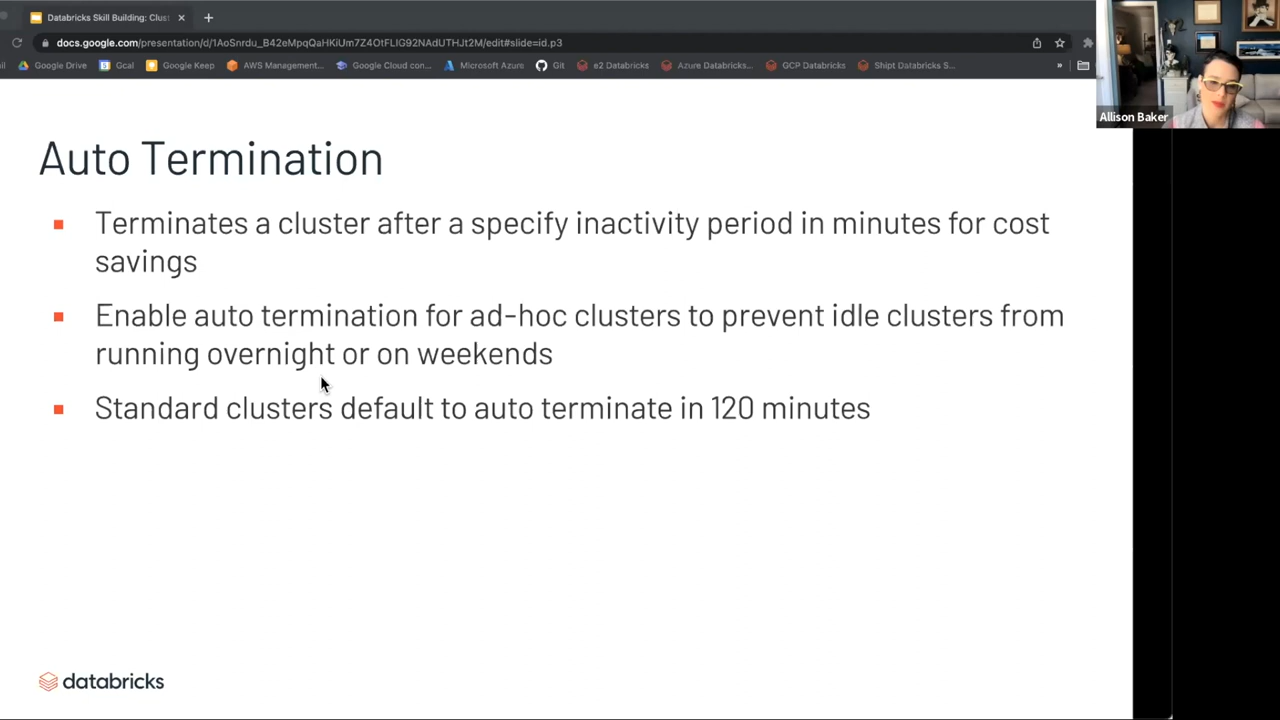 Databricks Skill Building: Clus
docs.google.com/presentation/d/1AoSnrdu_B42eMpqQaHKiUm7Z4OtFLIG92NAdUTHJt2M/edit#slide=id.p3
Google Drive
Gcal
Google Keep
AWS Management...
Google Cloud con...
Microsoft Azure
Git
e2 Databricks
Azure Databricks...
GCP Databricks
Shipt Databricks S...
»
Allison Baker
Auto Termination
Terminates a cluster after a specify inactivity period in minutes for cost
savings
Enable auto termination for ad-hoc clusters to prevent idle clusters from
running overnight or on weekends
Standard clusters default to auto terminate in 120 minutes
databricks